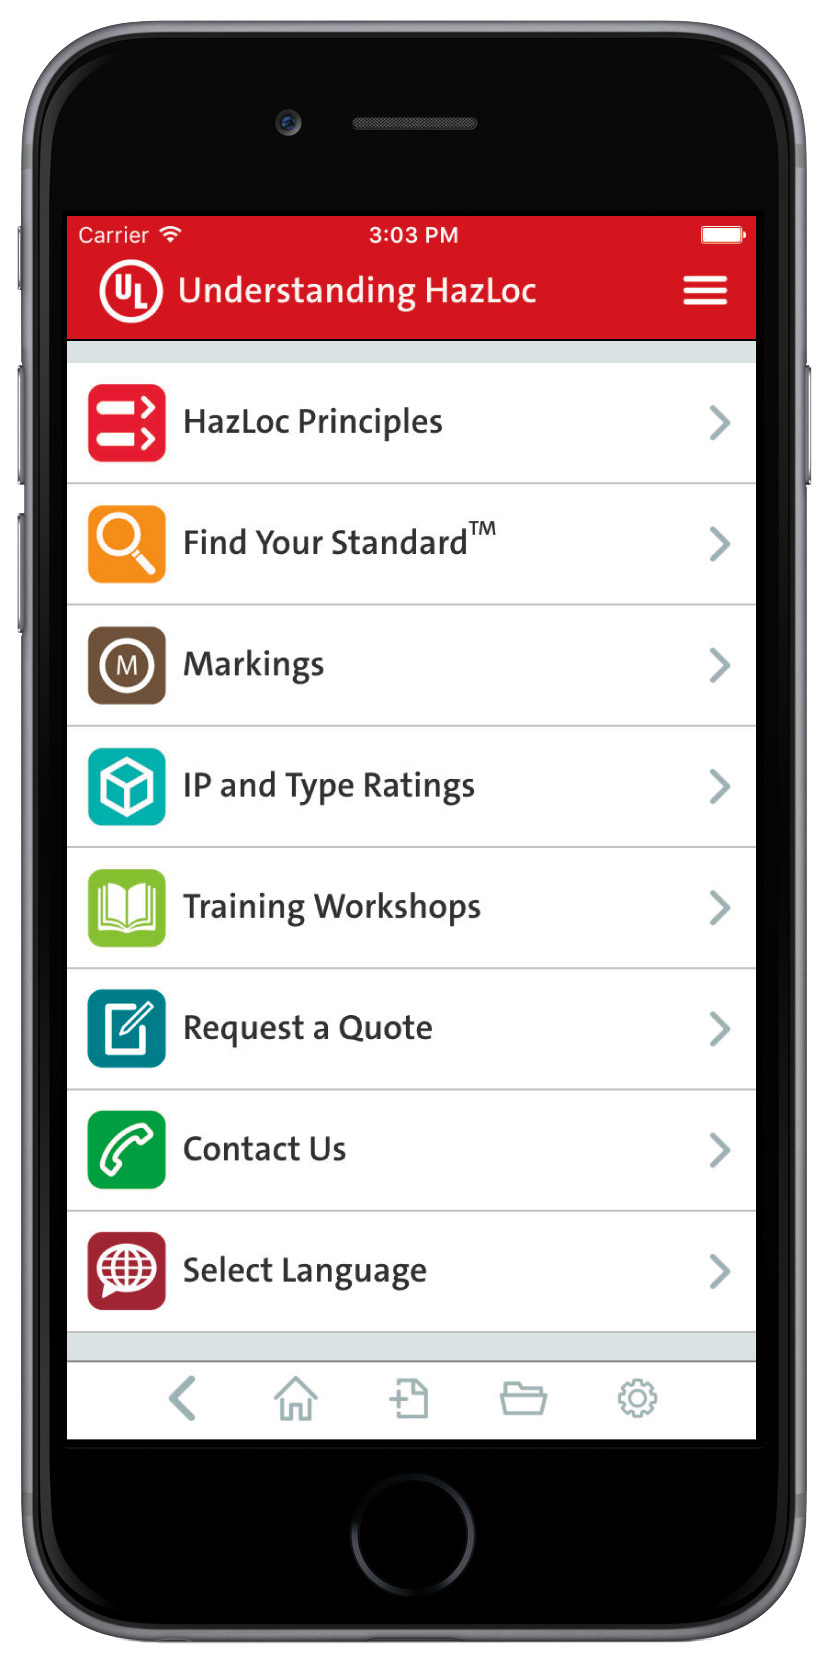 Carrier 3:03 PM
UL Understanding HazLoc
HazLoc Principles
Find Your Standard™
M Markings
IP and Type Ratings
Training Workshops
Request a Quote
Contact Us
Select Language